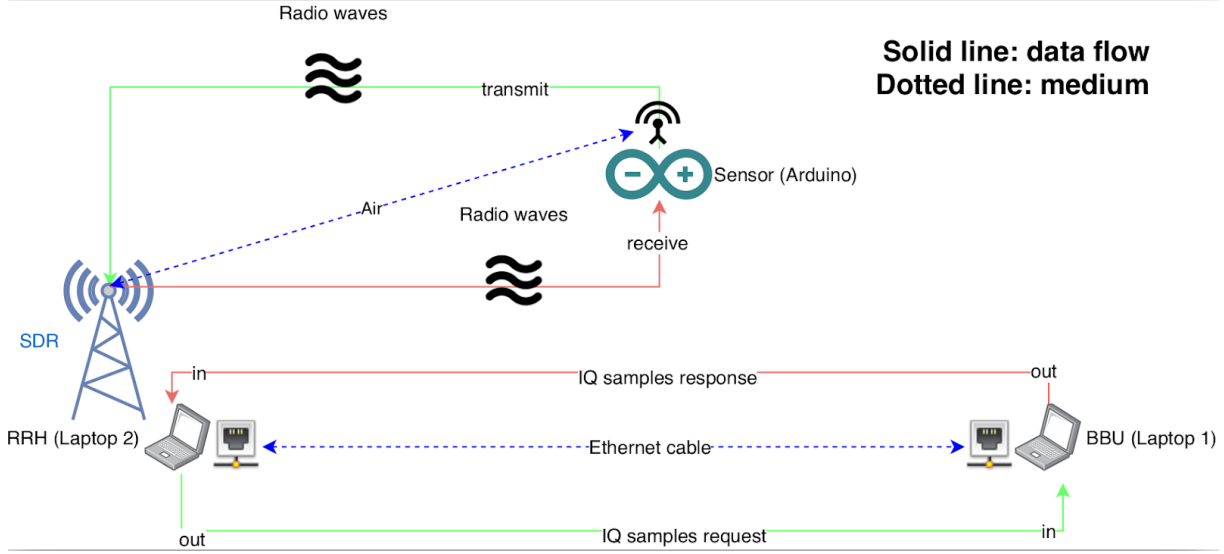 Radio waves
Solid line: data flow
Dotted line: medium
transmit
Sensor (Arduino)
Air
Radio waves
receive
SDR
in
IQ samples response
out
RRH (Laptop 2)
Ethernet cable
BBU (Laptop 1)
out
IQ samples request
in